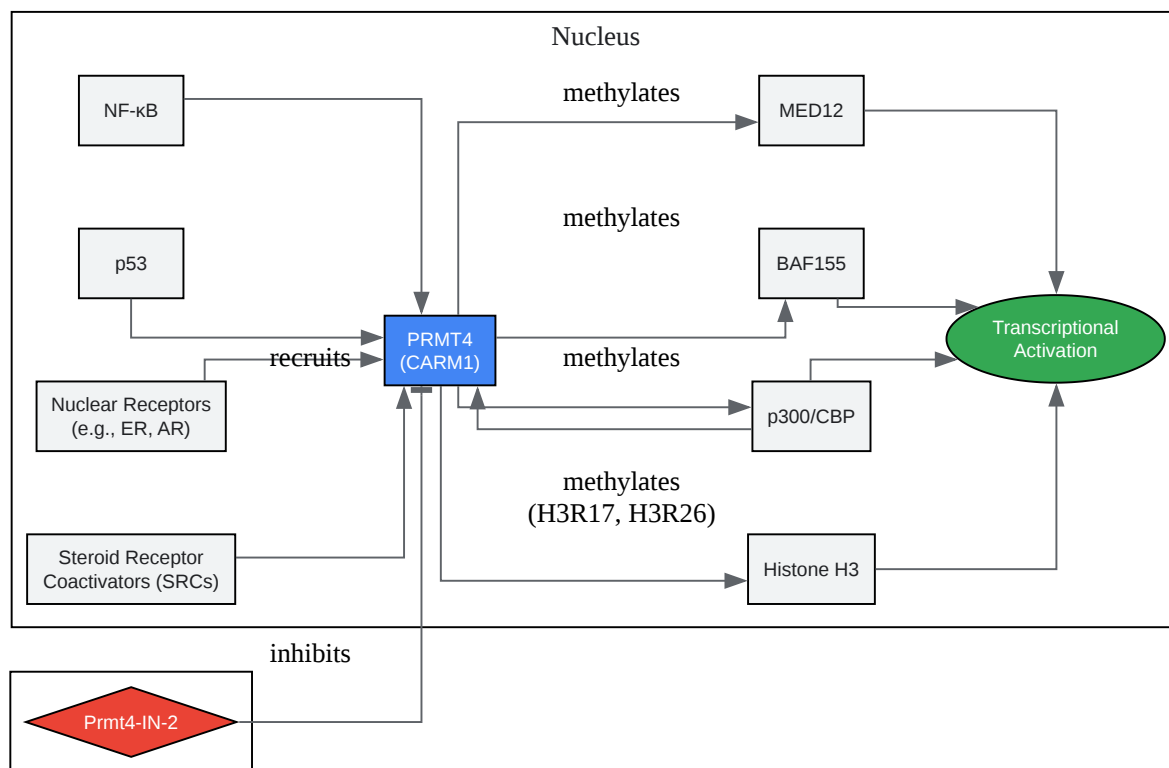 Nucleus
NF-κB
methylates
MED12
p53
methylates
BAF155
PRMT4
(CARM1)
recruits
methylates
Transcriptional
Activation
Nuclear Receptors
(e.g., ER, AR)
p300/CBP
methylates
(H3R17, H3R26)
Steroid Receptor
Coactivators (SRCs)
Histone H3
inhibits
Prmt4-IN-2